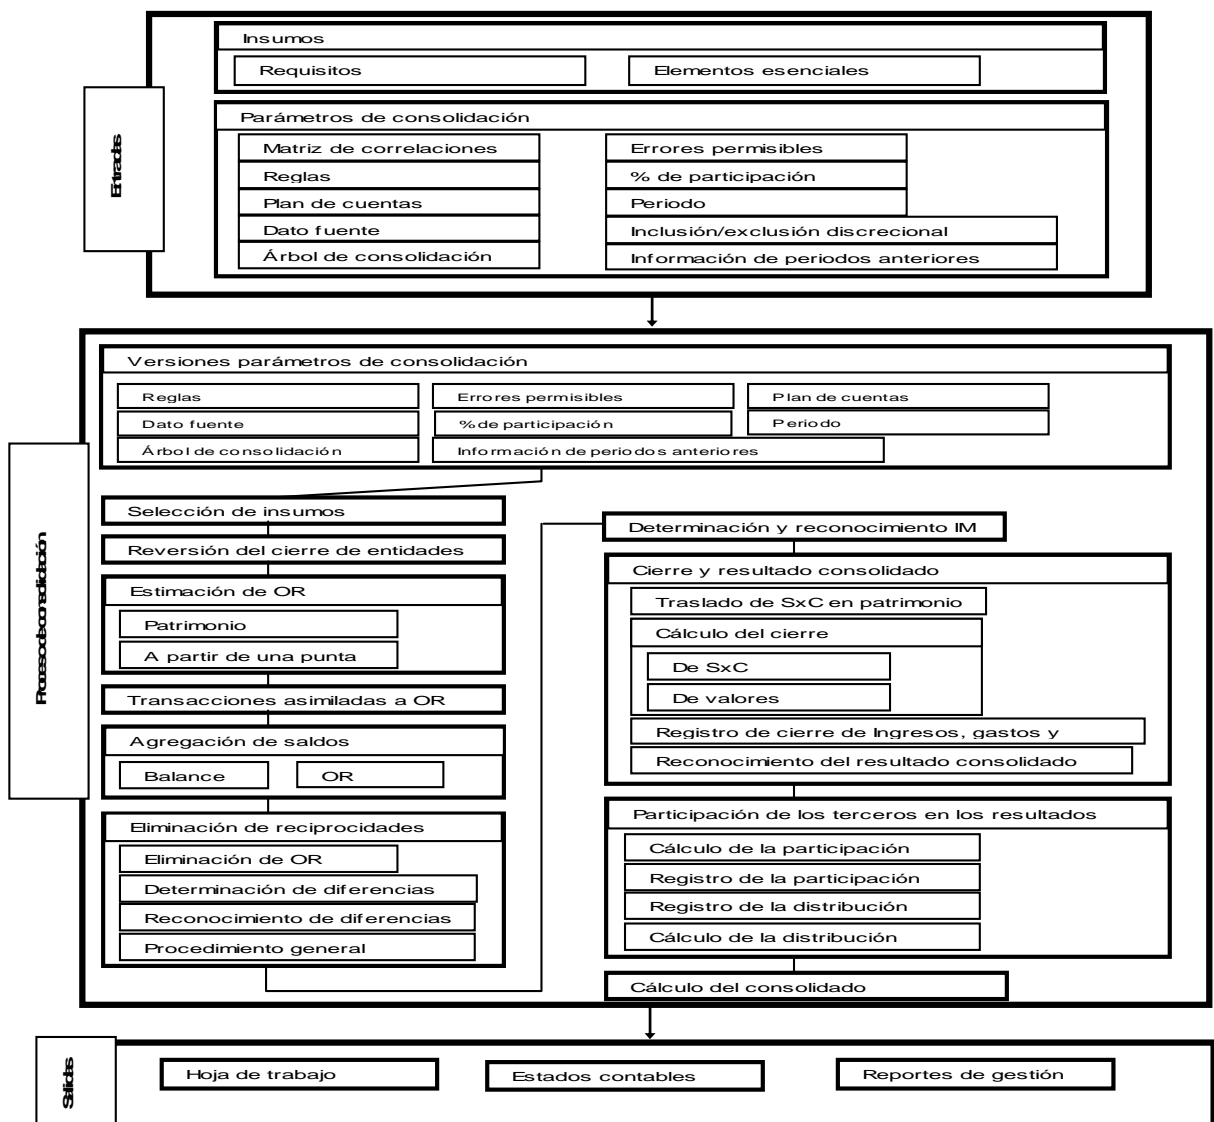 Insumos
Requisitos
Elementos esenciales
Entradas
Parámetros de consolidación
Matriz de correlaciones
Reglas
Plan de cuentas
Dato fuente
Árbol de consolidación
Errores permisibles
% de participación
Periodo
Inclusión/exclusión discrecional
Información de periodos anteriores
Proceso de consolidación
Versiones parámetros de consolidación
Reglas
Errores permisibles
Plan de cuentas
Dato fuente
% de participación
Periodo
Árbol de consolidación
Información de periodos anteriores
Selección de insumos
Reversión del cierre de entidades
Estimación de OR
Patrimonio
A partir de una punta
Transacciones asimiladas a OR
Agregación de saldos
Balance
OR
Eliminación de reciprocidades
Eliminación de OR
Determinación de diferencias
Reconocimiento de diferencias
Procedimiento general
Determinación y reconocimiento IM
Cierre y resultado consolidado
Traslado de SxC en patrimonio
Cálculo del cierre
De SxC
De valores
Registro de cierre de Ingresos, gastos y
Reconocimiento del resultado consolidado
Participación de los terceros en los resultados
Cálculo de la participación
Registro de la participación
Registro de la distribución
Cálculo de la distribución
Cálculo del consolidado
Salidas
Hoja de trabajo
Estados contables
Reportes de gestión